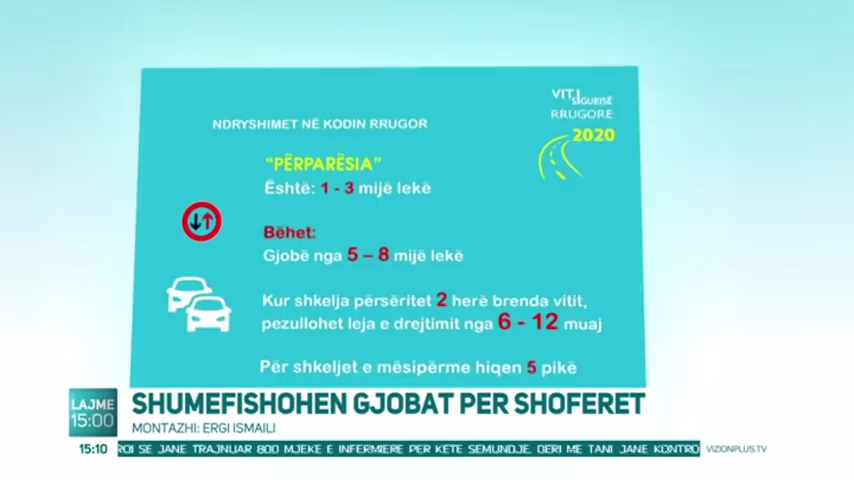 VITI
SIGURISË
RRUGORE
2020
NDRYSHIMET NË KODIN RRUGOR
"PËRPARËSIA"
Është: 1 - 3 mijë lekë
Bëhet:
Gjobë nga 5 – 8 mijë lekë
Kur shkelja përsëritet 2 herë brenda vitit,
pezullohet leja e drejtimit nga 6 - 12 muaj
Për shkeljet e mësipërme hiqen 5 pikë
LAJME
15:00
SHUMEFISHOHEN GJOBAT PER SHOFERET
MONTAZHI: ERGI ISMAILI
15:10
SE JANE TRAJNUAR 800 MJEKE E INFERMIERE PER KETE SEMUNDJE. DERI ME TANI JANE KONTRO
VIZIONPLUS.TV